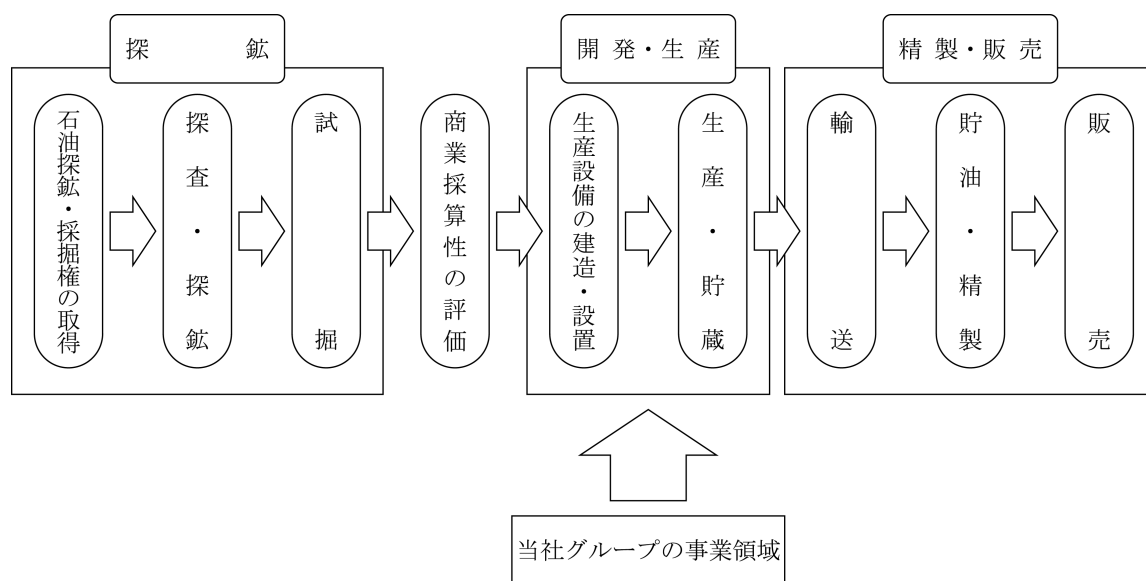 探鉱
石油探鉱・採掘権の取得
探査・探鉱
試掘
商業採算性の評価
開発・生産
生産設備の建造・設置
生産・貯蔵
精製・販売
輸送
貯油・精製
販売
当社グループの事業領域